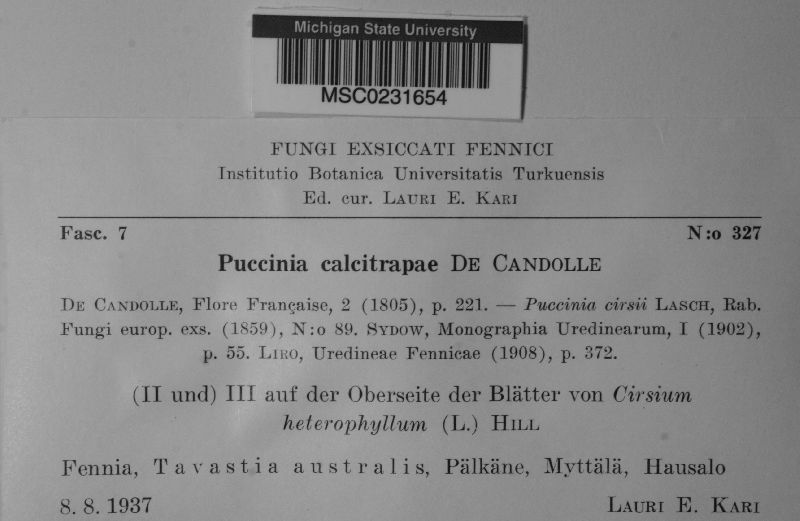 Michigan State University
MSC0231654
FUNGI EXSICCATI FENNICI
Institutio Botanica Universitatis Turkuensis
Ed. cur. LAURI E. KARI
Fasc. 7 N:o 327
Puccinia calcitrapae DE CANDOLLE
DE CANDOLLE, Flore Française, 2 (1805), p. 221. — Puccinia cirsii LASCH, Rab.
Fungi europ. exs. (1859), N:o 89. SYDOW, Monographia Uredinearum, I (1902),
p. 55. LIRO, Uredineae Fennicae (1908), p. 372.
(II und) III auf der Oberseite der Blätter von Cirsium
heterophyllum (L.) HILL
Fennia, Tavastia australis, Pälkäne, Myttälä, Hausalo
8. 8. 1937 LAURI E. KARI